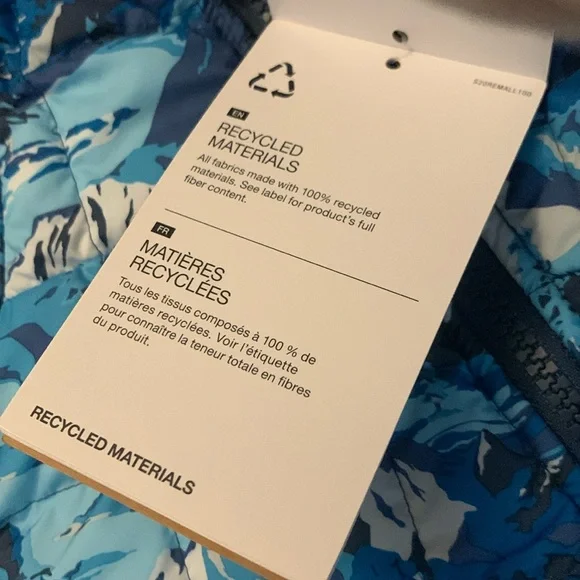 S20REMALL100
EN
RECYCLED
MATERIALS
All fabrics made with 100% recycled
materials. See label for product's full
fiber content.
FR
MATIÈRES
RECYCLÉES
Tous les tissus composés à 100 % de
matières recyclées. Voir l'étiquette
pour connaître la teneur totale en fibres
du produit.
RECYCLED MATERIALS